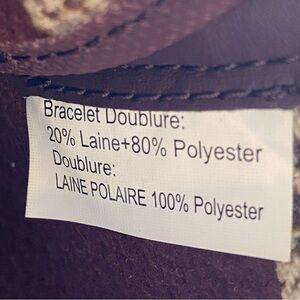 Bracelet Doublure:
20% Laine+80% Polyester
Doublure:
LAINE POLAIRE 100% Polyester